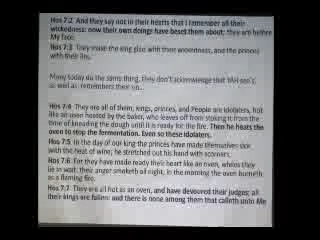 Hos 7:2 And they say not in their hearts that I remember all their
wickedness: now their own doings have beset them about; they are before
My face.
Hos 7:3 They make the king glad with their wickedness, and the princes
with their lies.
Many today do the same thing. They don't acknowledge that
as well as remembers their sin...
Hos 7:4 They are all of them, kings, princes, and People are idolaters, hot
like an oven heated by the baker, who leaves off from stoking it from the
time of kneading the dough until it is ready for the fire. Then he heats the
oven to stop the fermentation. Even so these idolaters.
Hos 7:5 In the day of our king the princes have made themselves sick
with the heat of wine; he stretched out his hand with scorners.
Hos 7:6 For they have made ready their heart like an oven, whiles they
lie in wait: their anger smoketh all night; in the morning the oven burneth
as a flaming fire.
Hos 7:7 They are all hot as an oven, and have devoured their judges; all
their kings are fallen: and there is none among them that calleth unto Me